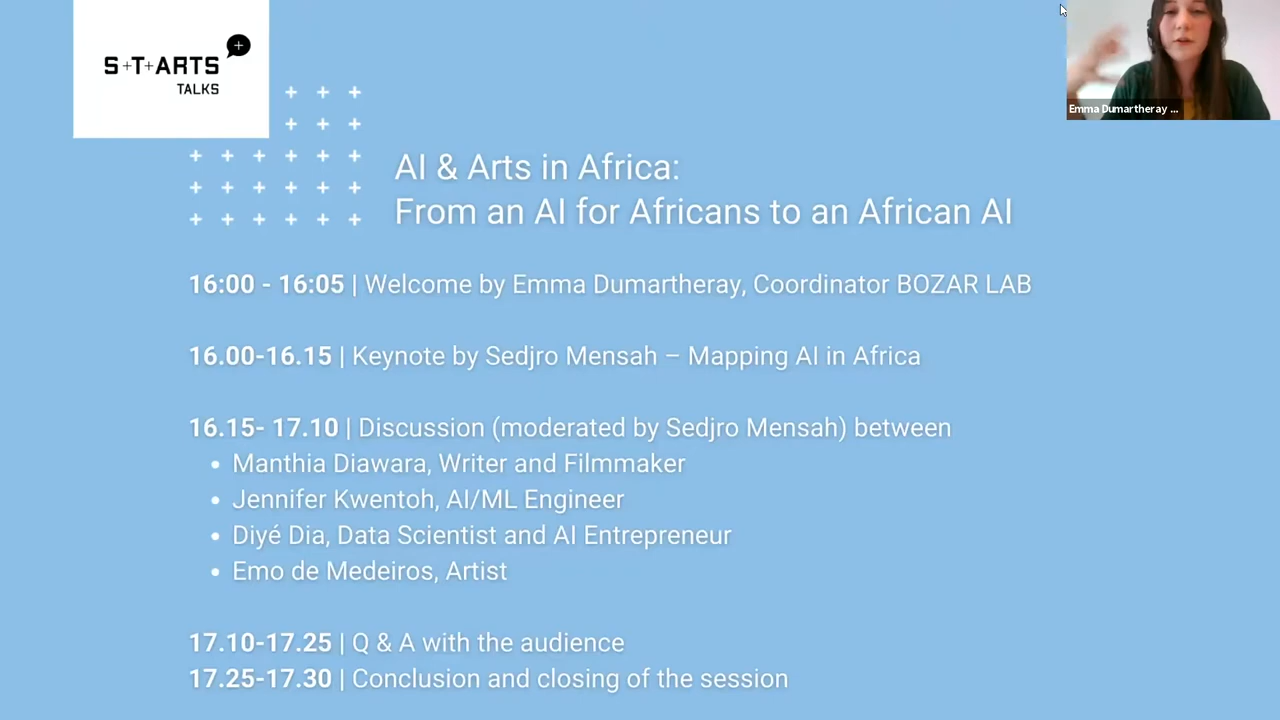 S+T+ARTS
TALKS
AI & Arts in Africa:
From an AI for Africans to an African AI
16:00 - 16:05 | Welcome by Emma Dumartheray, Coordinator BOZAR LAB
16.00-16.15 | Keynote by Sedjro Mensah – Mapping AI in Africa
16.15- 17.10 | Discussion (moderated by Sedjro Mensah) between
• Manthia Diawara, Writer and Filmmaker
• Jennifer Kwentoh, AI/ML Engineer
• Diyé Dia, Data Scientist and AI Entrepreneur
• Emo de Medeiros, Artist
17.10-17.25 | Q & A with the audience
17.25-17.30 | Conclusion and closing of the session
Emma Dumartheray ...